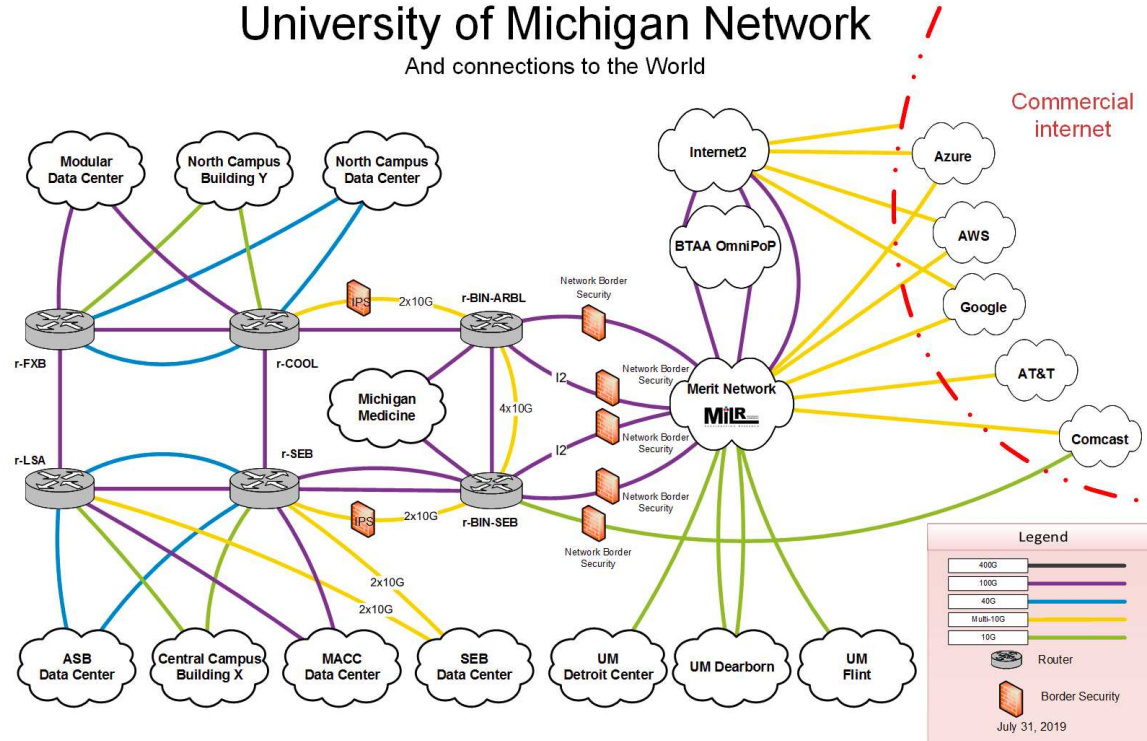 University of Michigan Network
And connections to the World
Commercial
internet
Modular
Data Center
North Campus
Building Y
North Campus
Data Center
Internet2
Azure
BTAA OmniPoP
AWS
Google
AT&T
Comcast
r-FXB
r-COOL
IPS
2x10G
r-BIN-ARBL
Network Border
Security
I2
Network Border
Security
4x10G
Michigan
Medicine
Merit Network
MiLR
I2
Network Border
Security
r-LSA
r-SEB
IPS
2x10G
r-BIN-SEB
Network Border
Security
Network Border
Security
2x10G
2x10G
ASB
Data Center
Central Campus
Building X
MACC
Data Center
SEB
Data Center
UM
Detroit Center
UM Dearborn
UM
Flint
Legend
400G
100G
40G
Multi-10G
10G
Router
Border Security
July 31, 2019